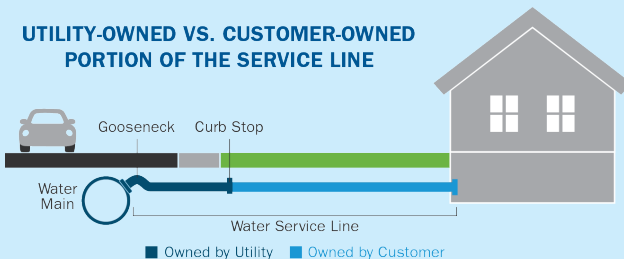 UTILITY-OWNED VS. CUSTOMER-OWNED
PORTION OF THE SERVICE LINE
Gooseneck
Curb Stop
Water
Main
Water Service Line
Owned by Utility
Owned by Customer